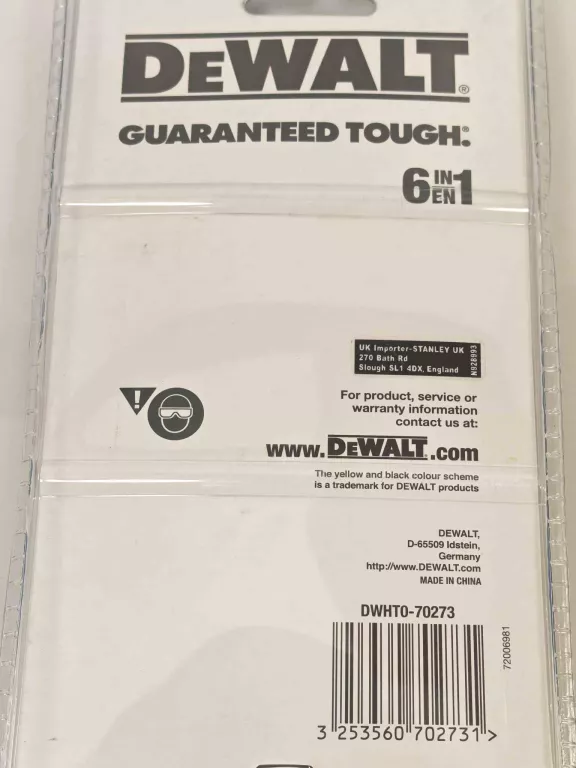 DEWALT®
GUARANTEED TOUGH.®
6 IN EN 1
UK Importer-STANLEY UK
270 Bath Rd
Slough SL1 4DX, England
N928993
For product, service or
warranty information
contact us at:
www.DEWALT.com
The yellow and black colour scheme
is a trademark for DEWALT products
DEWALT,
D-65509 Idstein,
Germany
http://www.DEWALT.com
MADE IN CHINA
DWHT0-70273
72006981
3 253560 702731 >